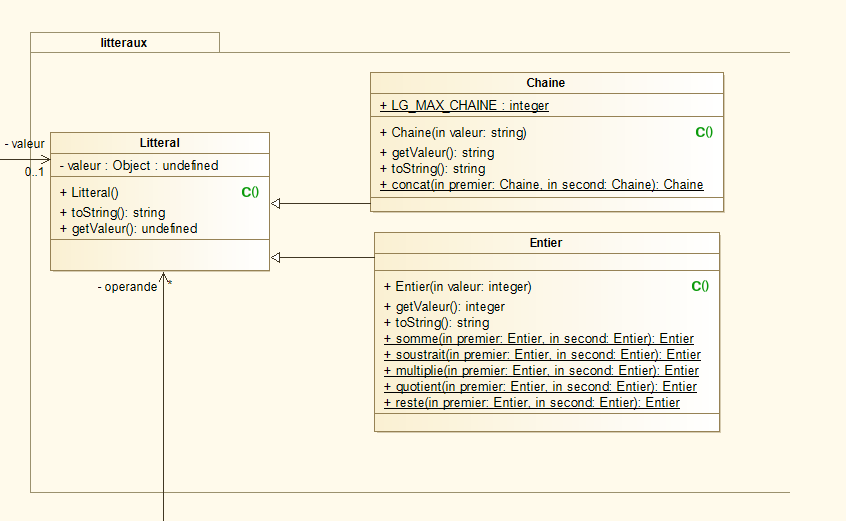 litteraux
- valeur
0..1
Litteral
- valeur : Object : undefined
+ Litteral()
C()
+ toString(): string
+ getValeur(): undefined
- operande
*
Chaine
+ LG_MAX_CHAINE : integer
+ Chaine(in valeur: string)
C()
+ getValeur(): string
+ toString(): string
+ concat(in premier: Chaine, in second: Chaine): Chaine
Entier
+ Entier(in valeur: integer)
C()
+ getValeur(): integer
+ toString(): string
+ somme(in premier: Entier, in second: Entier): Entier
+ soustrait(in premier: Entier, in second: Entier): Entier
+ multiplie(in premier: Entier, in second: Entier): Entier
+ quotient(in premier: Entier, in second: Entier): Entier
+ reste(in premier: Entier, in second: Entier): Entier